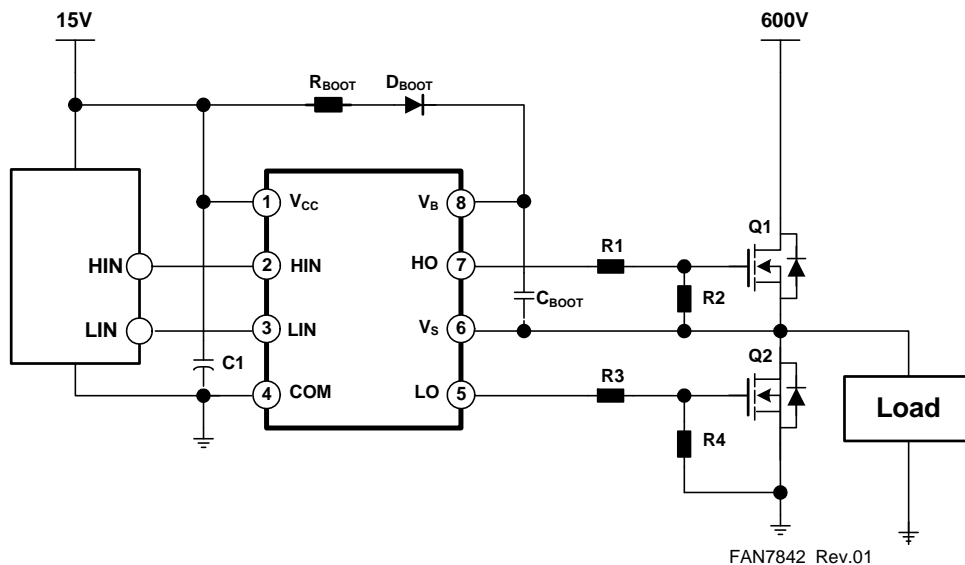 15V
600V
RBOOT
DBOOT
1
VCC
VB
8
Q1
HIN
2
HIN
HO
7
R1
R2
CBOOT
LIN
3
LIN
VS
6
C1
Q2
4
COM
LO
5
R3
R4
Load
FAN7842 Rev.01